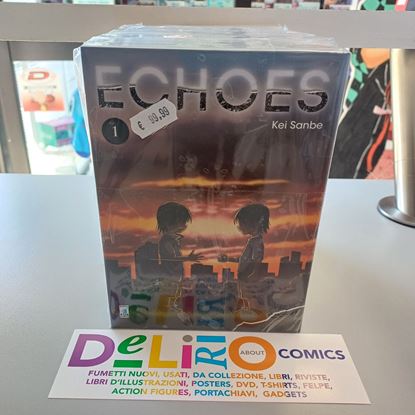 ECHOES
Kei Sanbe
1
€ 99,99
DeLiRiO
ABOUT
COMICS
FUMETTI NUOVI, USATI, DA COLLEZIONE, LIBRI, RIVISTE,
LIBRI D'ILLUSTRAZIONI, POSTERS, DVD, T-SHIRTS, FELPE,
ACTION FIGURES, PORTACHIAVI, GADGETS